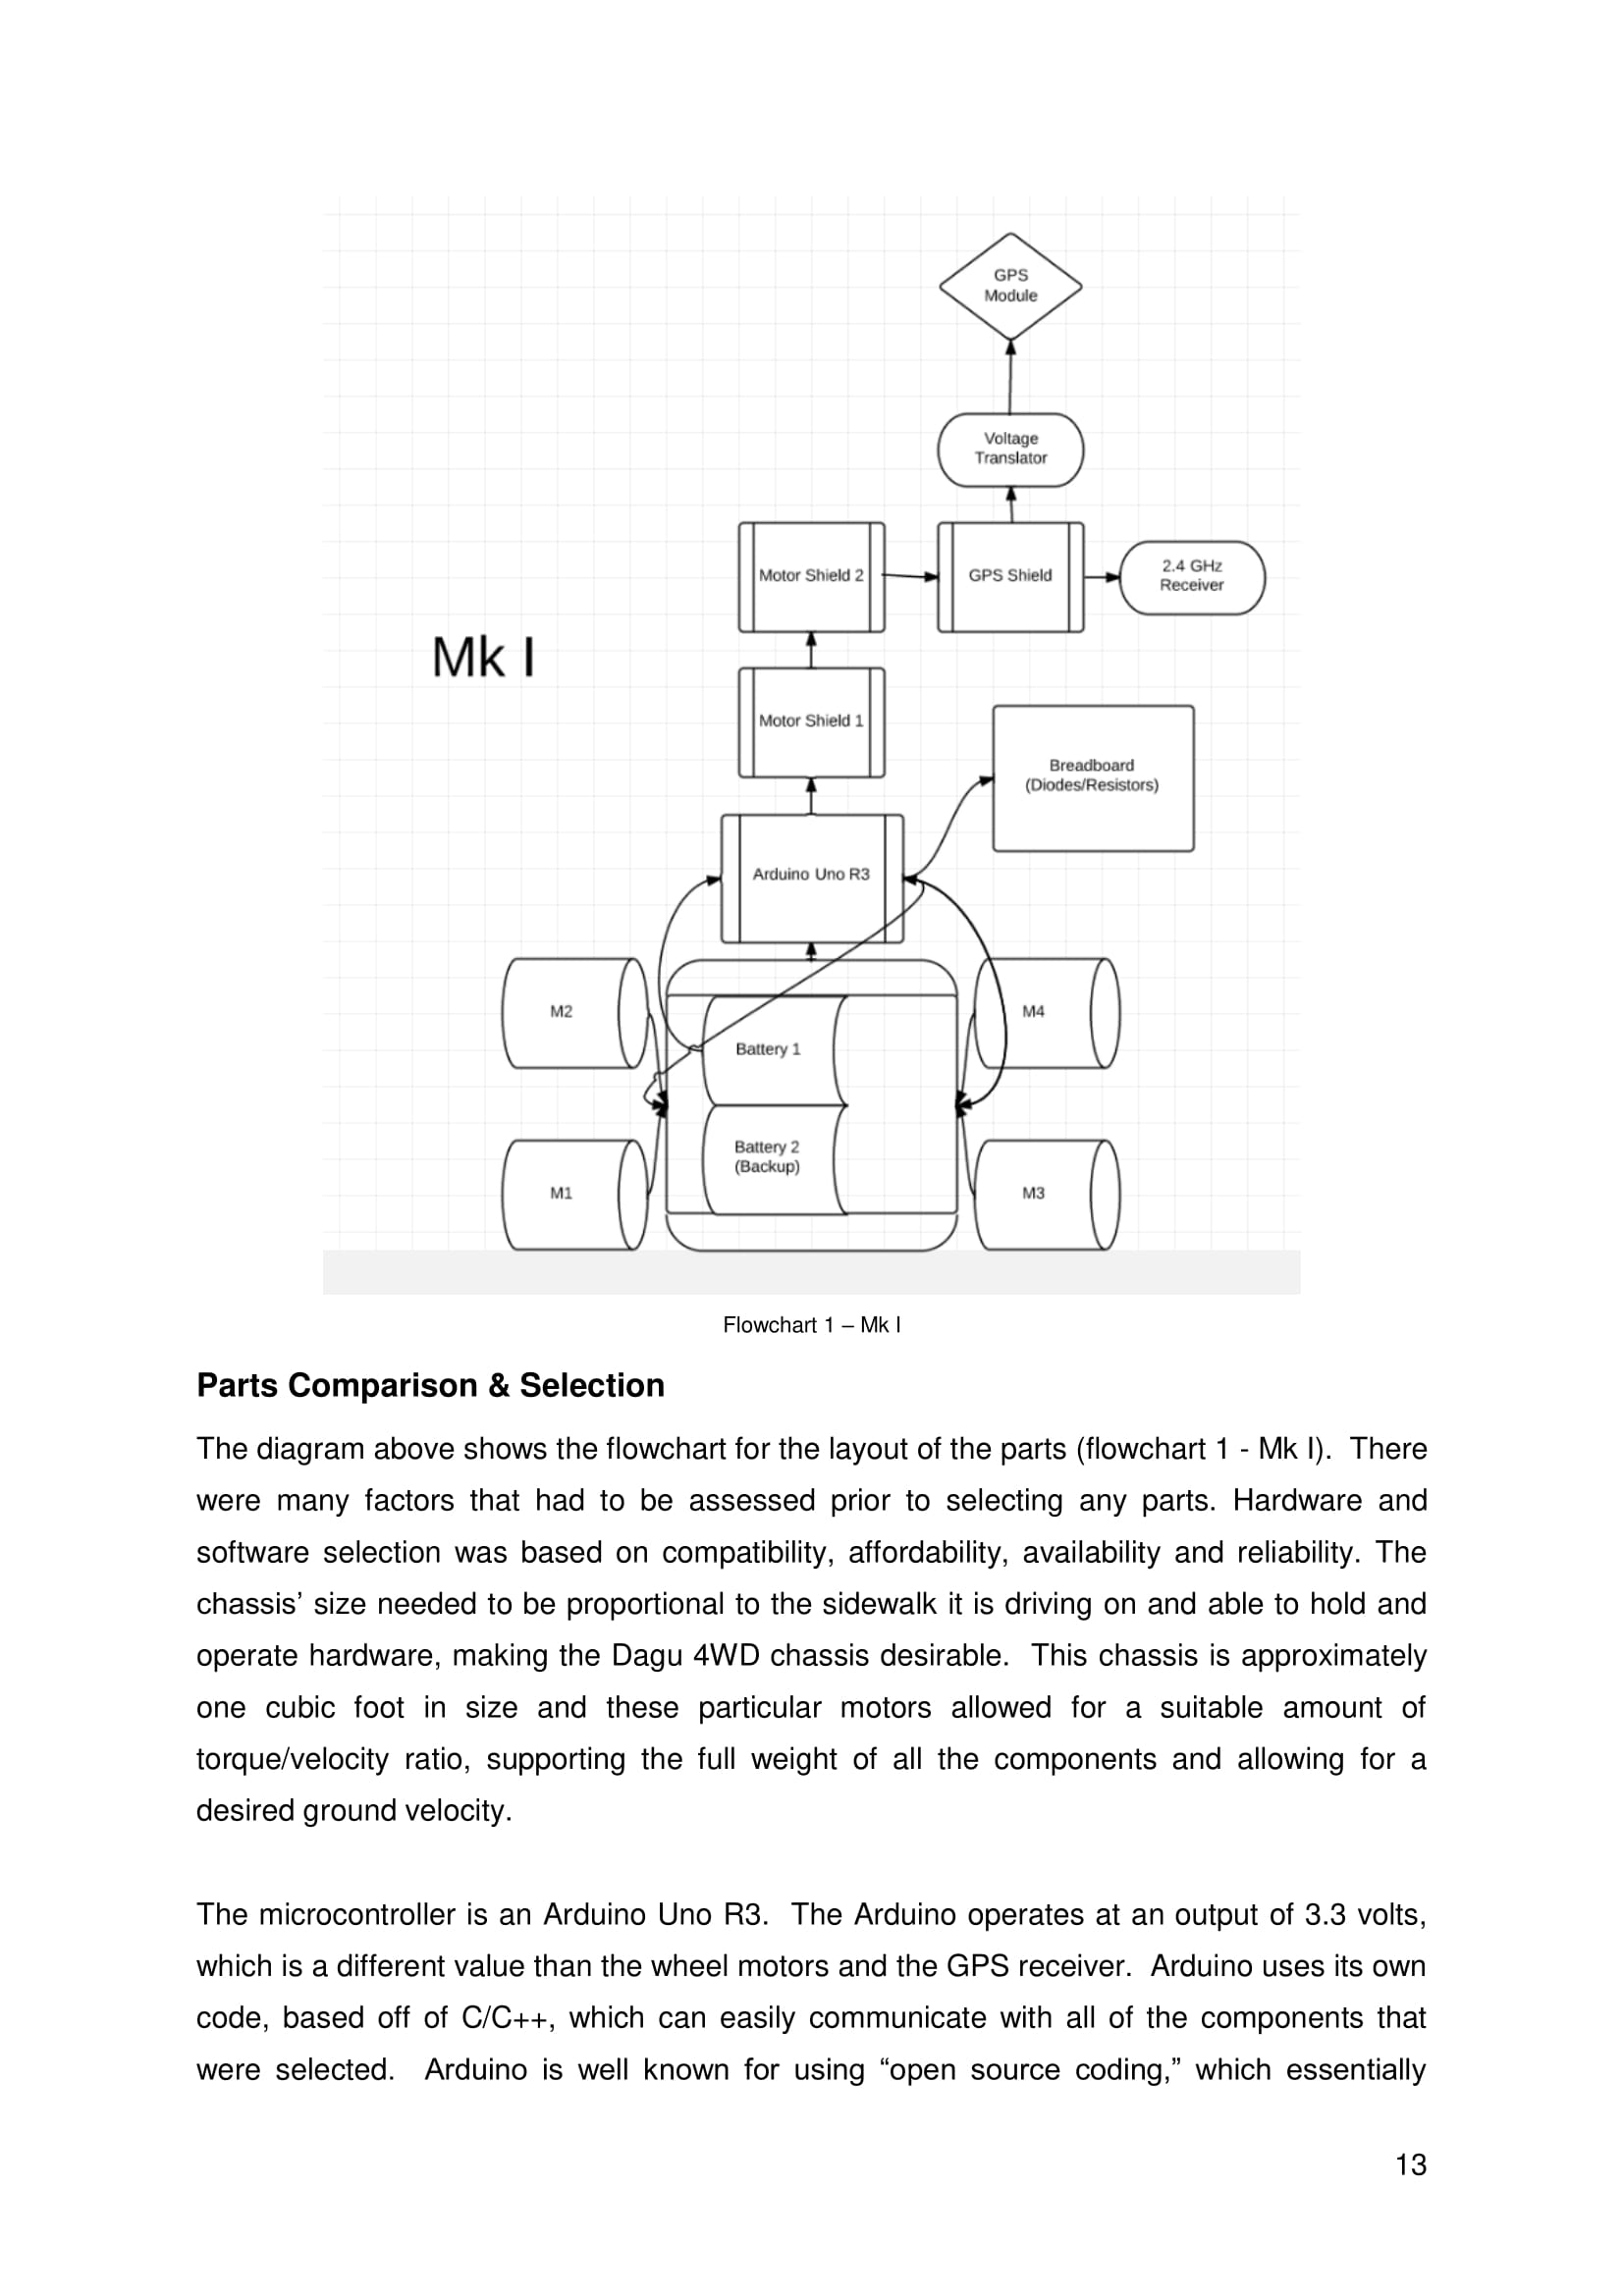 GPS
Module
Voltage
Translator
Motor Shield 2
GPS Shield
2.4 GHz
Receiver
Mk I
Motor Shield 1
Breadboard
(Diodes/Resistors)
Arduino Uno R3
M2
Battery 1
M4
Battery 2
(Backup)
M1
M3
Flowchart 1 – Mk I
Parts Comparison & Selection
The diagram above shows the flowchart for the layout of the parts (flowchart 1 - Mk I).  There
were many factors that had to be assessed prior to selecting any parts. Hardware and
software selection was based on compatibility, affordability, availability and reliability. The
chassis’ size needed to be proportional to the sidewalk it is driving on and able to hold and
operate hardware, making the Dagu 4WD chassis desirable.  This chassis is approximately
one cubic foot in size and these particular motors allowed for a suitable amount of
torque/velocity ratio, supporting the full weight of all the components and allowing for a
desired ground velocity.
The microcontroller is an Arduino Uno R3.  The Arduino operates at an output of 3.3 volts,
which is a different value than the wheel motors and the GPS receiver.  Arduino uses its own
code, based off of C/C++, which can easily communicate with all of the components that
were selected.  Arduino is well known for using “open source coding,” which essentially
13